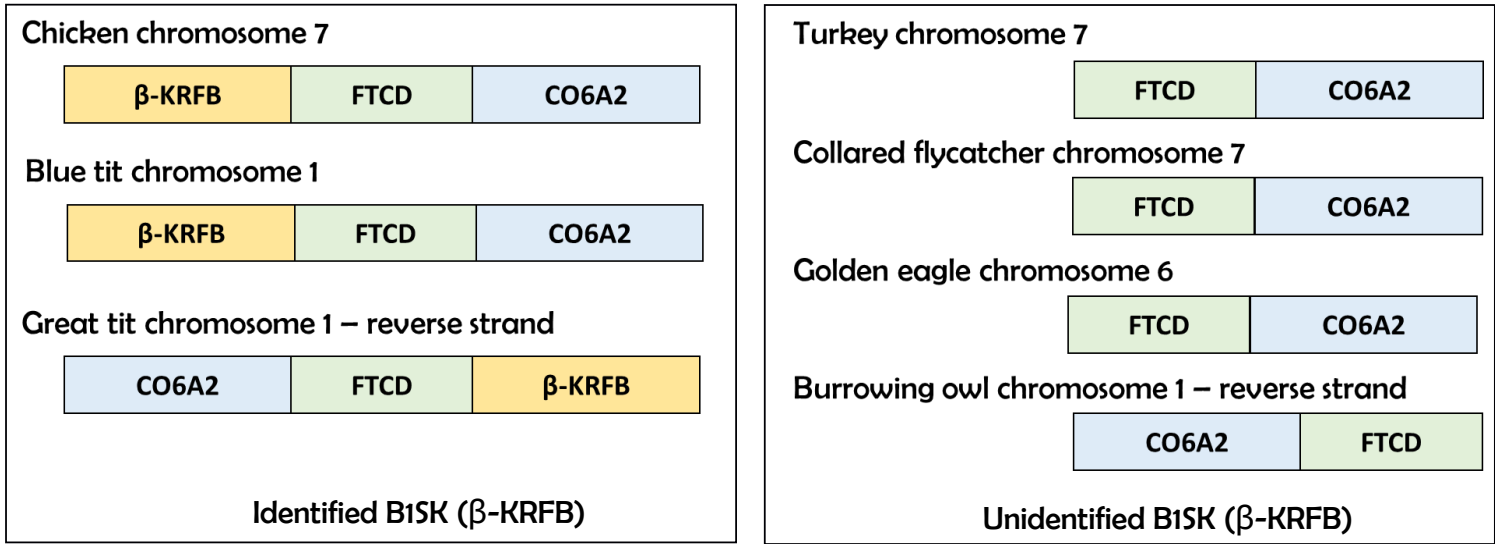 Chicken chromosome 7
β-KRFB FTCD CO6A2
Blue tit chromosome 1
β-KRFB FTCD CO6A2
Great tit chromosome 1 – reverse strand
CO6A2 FTCD β-KRFB
Identified B1SK (β-KRFB)
Turkey chromosome 7
FTCD CO6A2
Collared flycatcher chromosome 7
FTCD CO6A2
Golden eagle chromosome 6
FTCD CO6A2
Burrowing owl chromosome 1 – reverse strand
CO6A2 FTCD
Unidentified B1SK (β-KRFB)